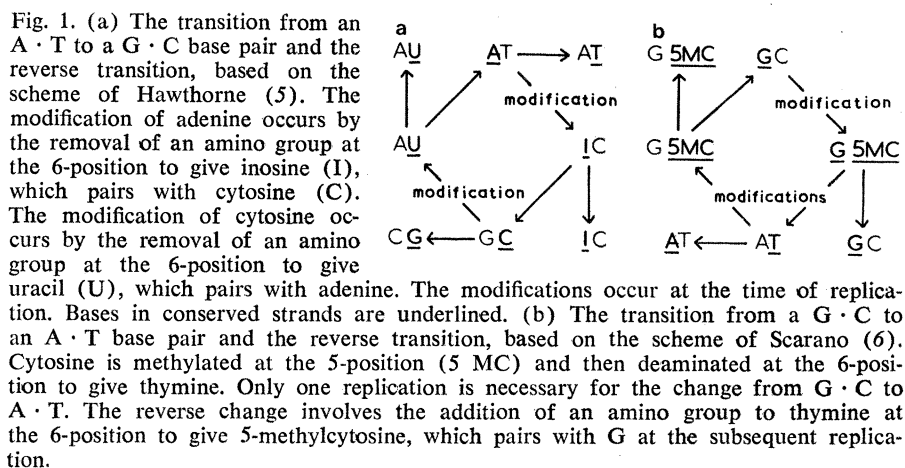 Fig. 1. (a) The transition from an
A · T to a G · C base pair and the
reverse transition, based on the
scheme of Hawthorne (5). The
modification of adenine occurs by
the removal of an amino group at
the 6-position to give inosine (I),
which pairs with cytosine (C).
The modification of cytosine oc-
curs by the removal of an amino
group at the 6-position to give
uracil (U), which pairs with adenine. The modifications occur at the time of replica-
tion. Bases in conserved strands are underlined. (b) The transition from a G · C to
an A · T base pair and the reverse transition, based on the scheme of Scarano (6).
Cytosine is methylated at the 5-position (5 MC) and then deaminated at the 6-posi-
tion to give thymine. Only one replication is necessary for the change from G · C to
A · T. The reverse change involves the addition of an amino group to thymine at
the 6-position to give 5-methylcytosine, which pairs with G at the subsequent replica-
tion.
a
AU AT AT
modification
AU IC
modification
CG GC IC
b
G 5MC GC
modification
G 5MC G 5MC
modifications
AT AT GC